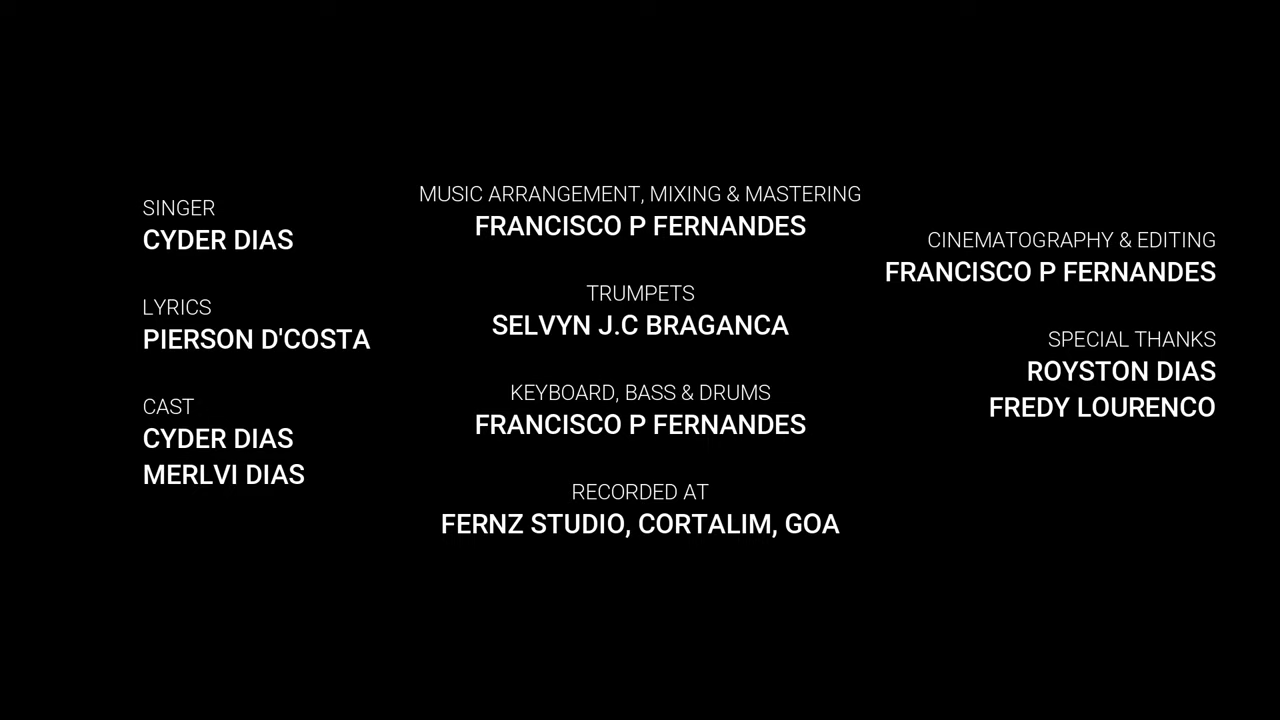 SINGER
CYDER DIAS
LYRICS
PIERSON D'COSTA
CAST
CYDER DIAS
MERLVI DIAS
MUSIC ARRANGEMENT, MIXING & MASTERING
FRANCISCO P FERNANDES
TRUMPETS
SELVYN J.C BRAGANCA
KEYBOARD, BASS & DRUMS
FRANCISCO P FERNANDES
RECORDED AT
FERNZ STUDIO, CORTALIM, GOA
CINEMATOGRAPHY & EDITING
FRANCISCO P FERNANDES
SPECIAL THANKS
ROYSTON DIAS
FREDY LOURENCO